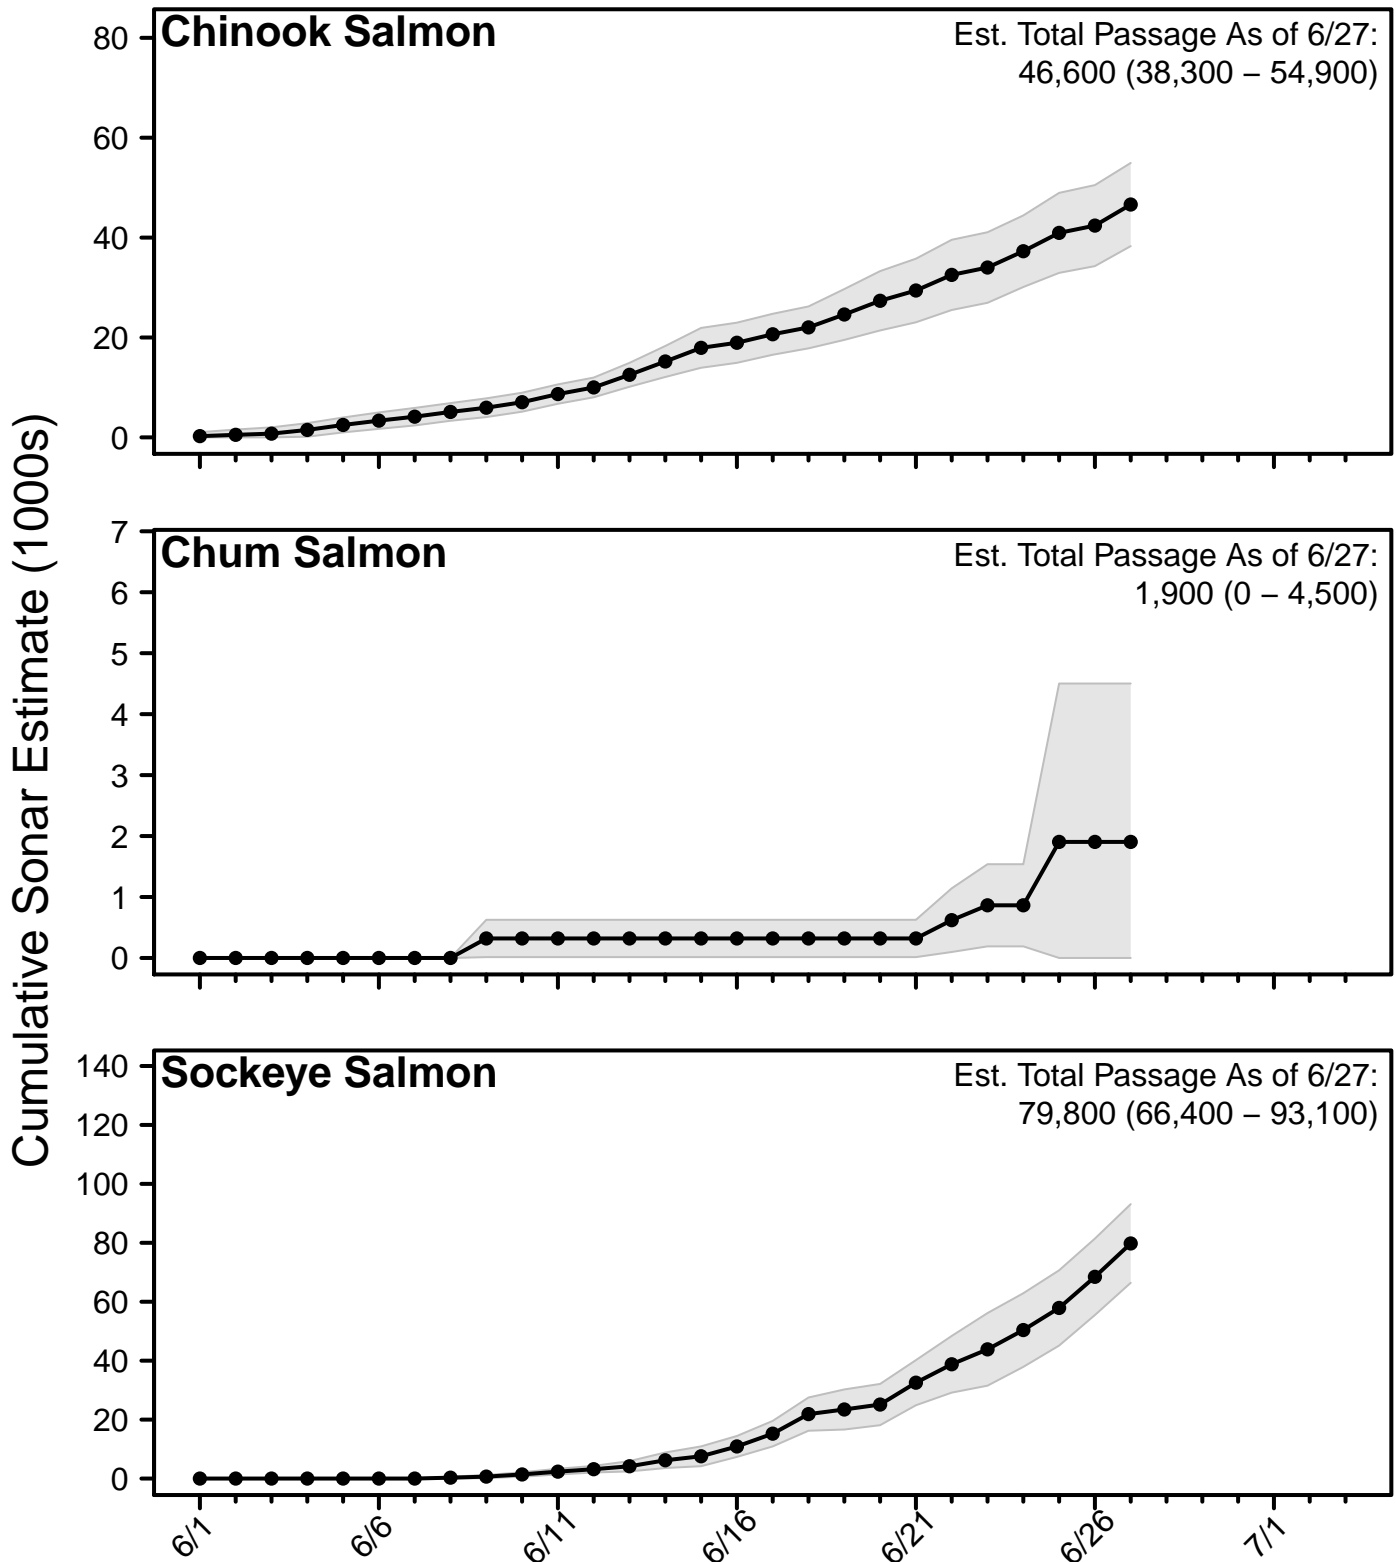 Cumulative Sonar Estimate (1000s)
Chinook Salmon
Est. Total Passage As of 6/27:
46,600 (38,300 – 54,900)
80
60
40
20
0
Chum Salmon
Est. Total Passage As of 6/27:
1,900 (0 – 4,500)
7
6
5
4
3
2
1
0
Sockeye Salmon
Est. Total Passage As of 6/27:
79,800 (66,400 – 93,100)
140
120
100
80
60
40
20
0
6/1 6/6 6/11 6/16 6/21 6/26 7/1